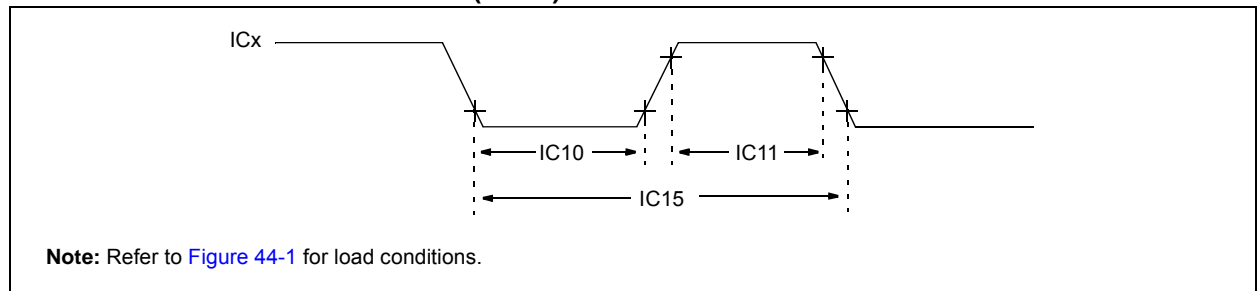 ICx
IC10
IC11
IC15
Note: Refer to Figure 44-1 for load conditions.